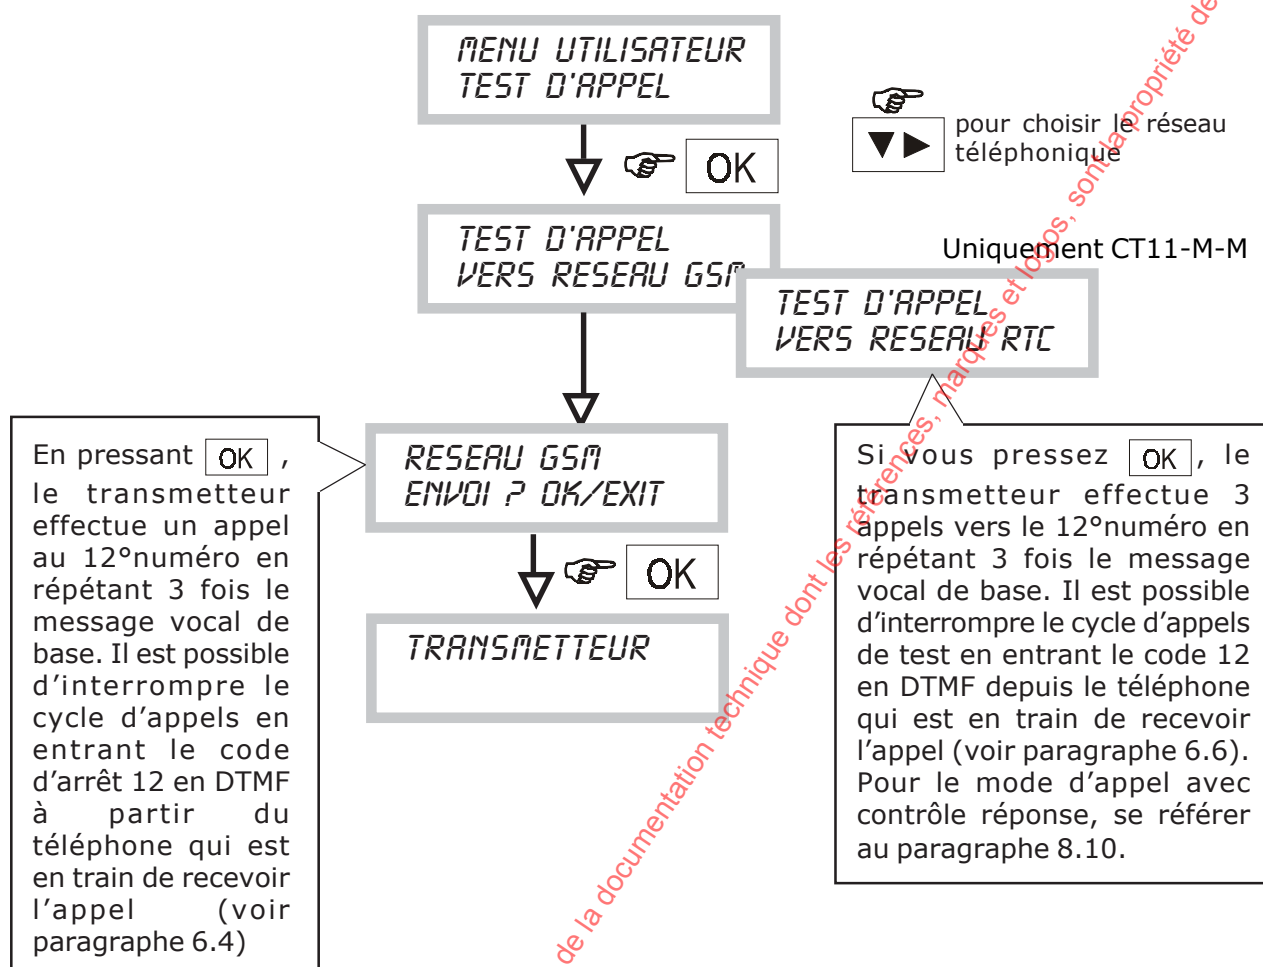 MENU UTILISATEUR
TEST D'APPEL
OK
pour choisir le réseau
téléphonique
TEST D'APPEL
VERS RESEAU GSM
Uniquement CT11-M-M
TEST D'APPEL
VERS RESEAU RTC
RESEAU GSM
ENVOI ? OK/EXIT
OK
TRANSMETTEUR
En pressant OK ,
le transmetteur
effectue un appel
au 12°numéro en
répétant 3 fois le
message vocal de
base. Il est possible
d’interrompre le
cycle d’appels en
entrant le code
d’arrêt 12 en DTMF
à partir du
téléphone qui est
en train de recevoir
l’appel (voir
paragraphe 6.4)
Si vous pressez OK , le
transmetteur effectue 3
appels vers le 12°numéro en
répétant 3 fois le message
vocal de base. Il est possible
d’interrompre le cycle d’appels
de test en entrant le code 12
en DTMF depuis le téléphone
qui est en train de recevoir
l’appel (voir paragraphe 6.6).
Pour le mode d’appel avec
contrôle réponse, se référer
au paragraphe 8.10.
de la documentation technique dont les références, marques et logos, sont la propriété de